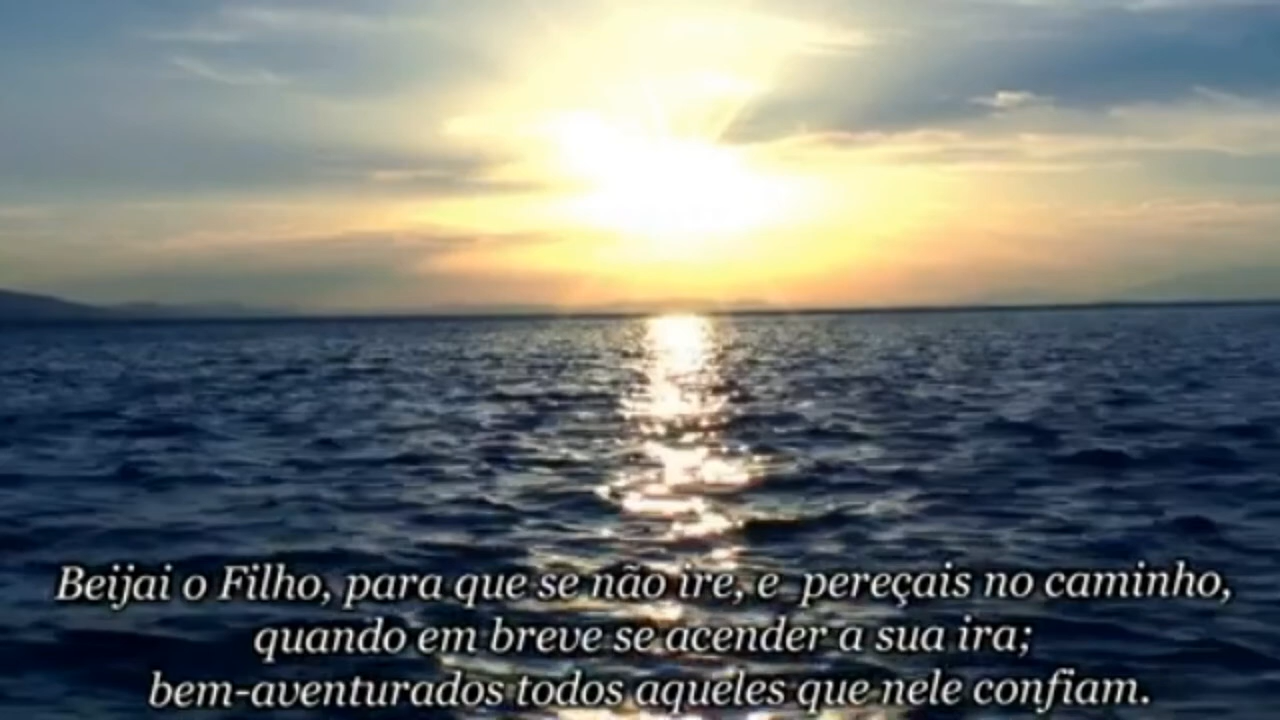 Beijai o Filho, para que se não ire, e  pereçais no caminho,
quando em breve se acender a sua ira;
bem-aventurados todos aqueles que nele confiam.